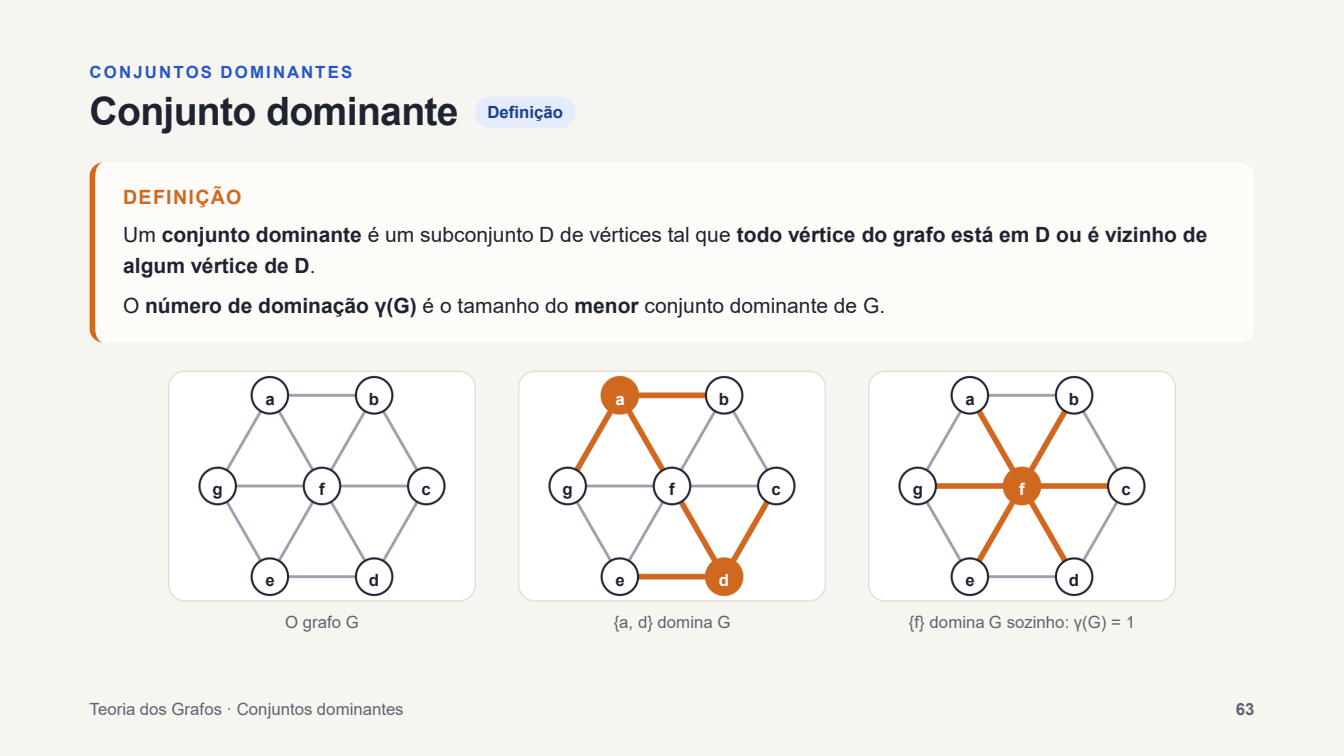 CONJUNTOS DOMINANTES
Conjunto dominante Definição
DEFINIÇÃO
Um conjunto dominante é um subconjunto D de vértices tal que todo vértice do grafo está em D ou é vizinho de
algum vértice de D.
O número de dominação γ(G) é o tamanho do menor conjunto dominante de G.
a b
g f c
e d
O grafo G
a b
g f c
e d
{a, d} domina G
a b
g f c
e d
{f} domina G sozinho: γ(G) = 1
Teoria dos Grafos · Conjuntos dominantes
63